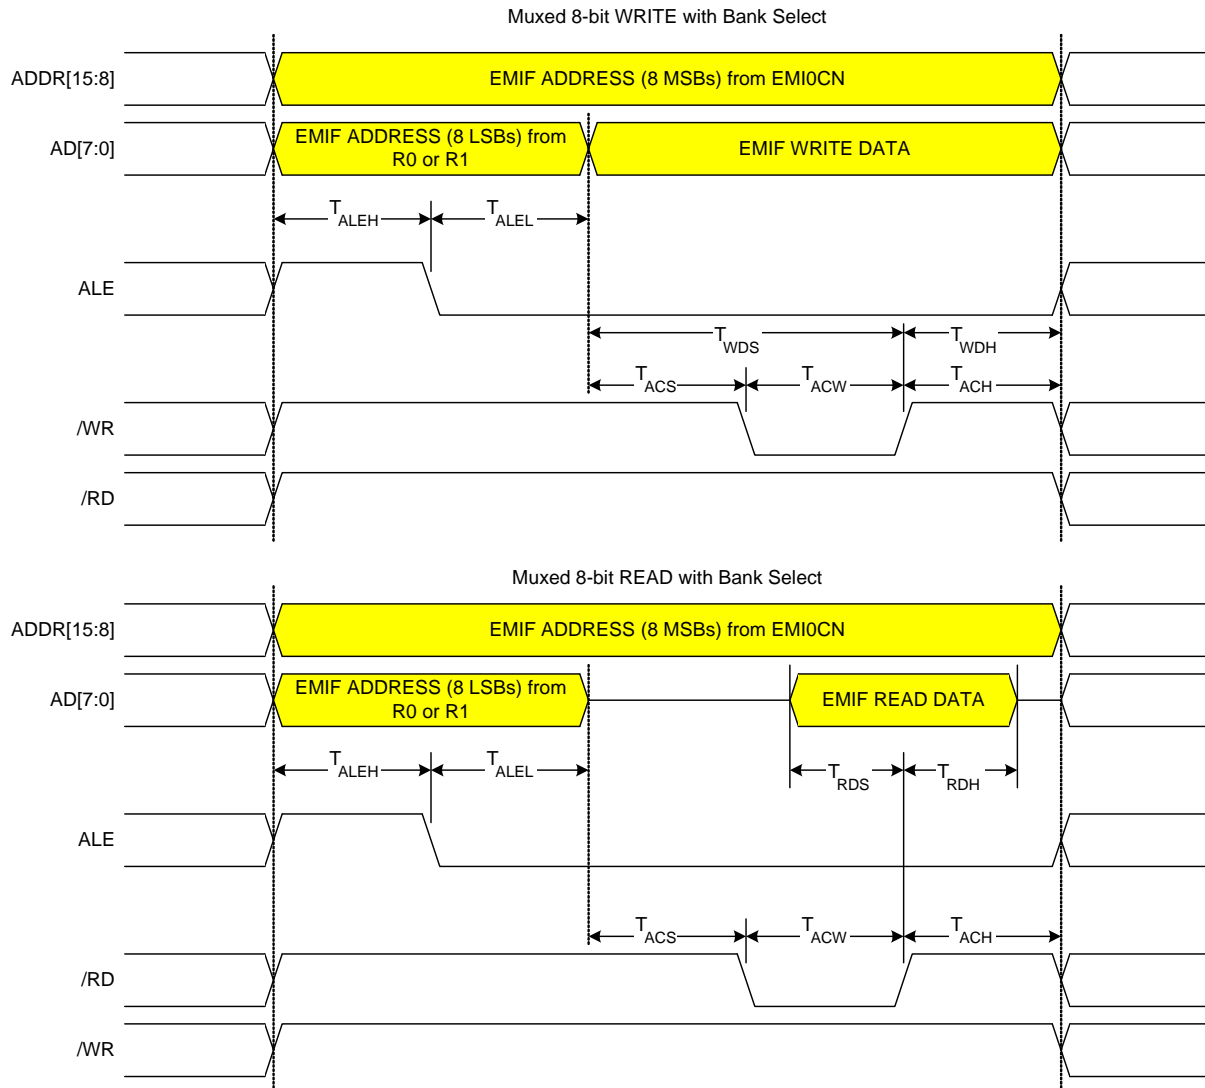 Muxed 8-bit WRITE with Bank Select
ADDR[15:8]
EMIF ADDRESS (8 MSBs) from EMI0CN
AD[7:0]
EMIF ADDRESS (8 LSBs) from
R0 or R1
EMIF WRITE DATA
TALEH
TALEL
ALE
TWDS
TWDH
TACS
TACW
TACH
/WR
/RD
Muxed 8-bit READ with Bank Select
ADDR[15:8]
EMIF ADDRESS (8 MSBs) from EMI0CN
AD[7:0]
EMIF ADDRESS (8 LSBs) from
R0 or R1
EMIF READ DATA
TALEH
TALEL
TRDS
TRDH
ALE
TACS
TACW
TACH
/RD
/WR